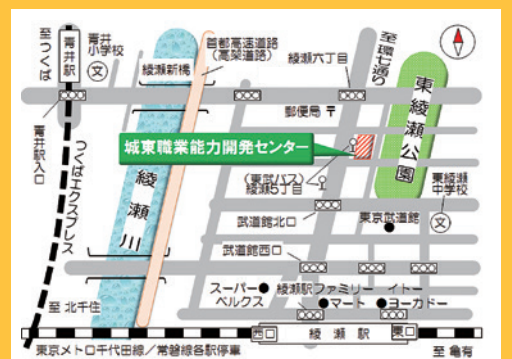 至つくば
青井駅
青井
小学校
文
首都高速道路
(高架道路)
綾瀬新橋
綾瀬六丁目
至環七通り
東綾瀬公園
郵便局 〒
青井駅入口
城東職業能力開発センター
つくばエクスプレス
綾瀬川
(東武バス)
綾瀬5丁目
東綾瀬
中学校
文
武道館北口
東京武道館
武道館西口
至 北千住
スーパー
ベルクス
綾瀬駅ファミリー
マート
イトー
ヨーカドー
西口
綾瀬駅
東口
東京メトロ千代田線／常磐線各駅停車
至 亀有